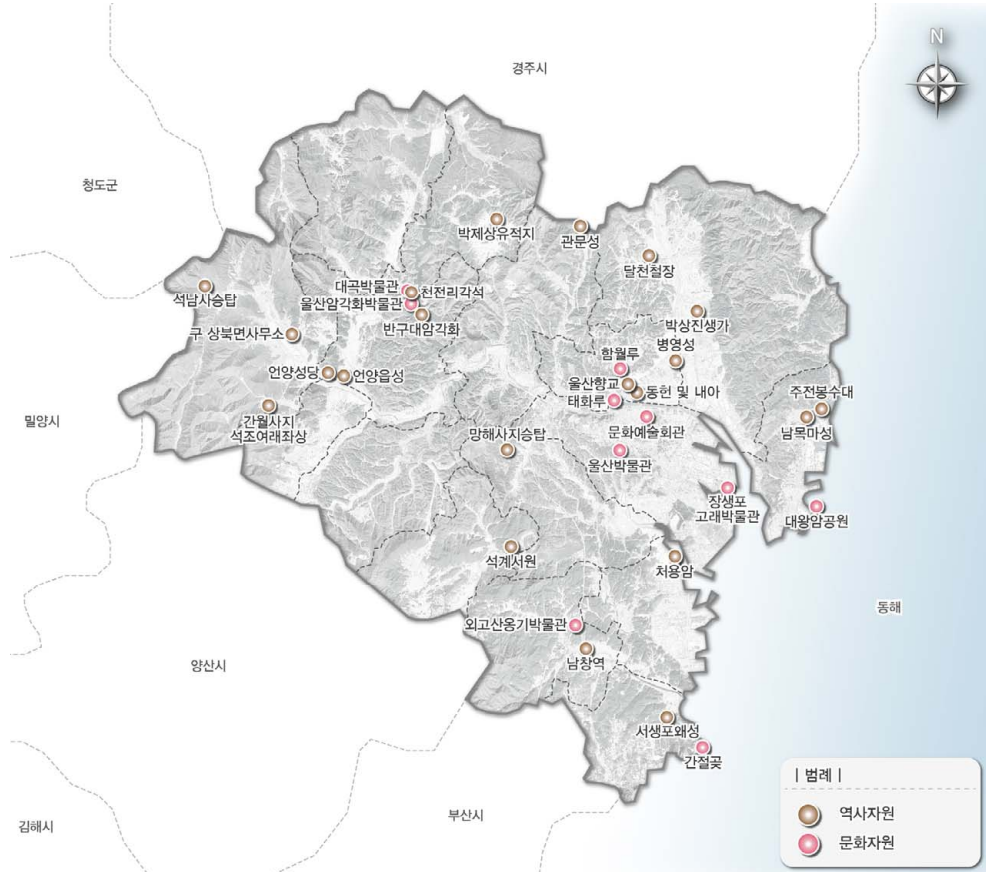 N
경주시
청도군
박제상유적지
관문성
달천철장
석남사승탑
대곡박물관
천전리각석
울산암각화박물관
반구대암각화
박상진생가
구 상북면사무소
병영성
함월루
언양성당
언양읍성
울산향교
동헌 및 내아
태화루
주전봉수대
밀양시
간월사지
석조여래좌상
문화예술회관
남목마성
망해사지승탑
울산박물관
장생포
고래박물관
대왕암공원
석계서원
처용암
동해
외고산옹기박물관
양산시
남창역
서생포왜성
간절곶
| 범례 |
역사자원
문화자원
부산시
김해시